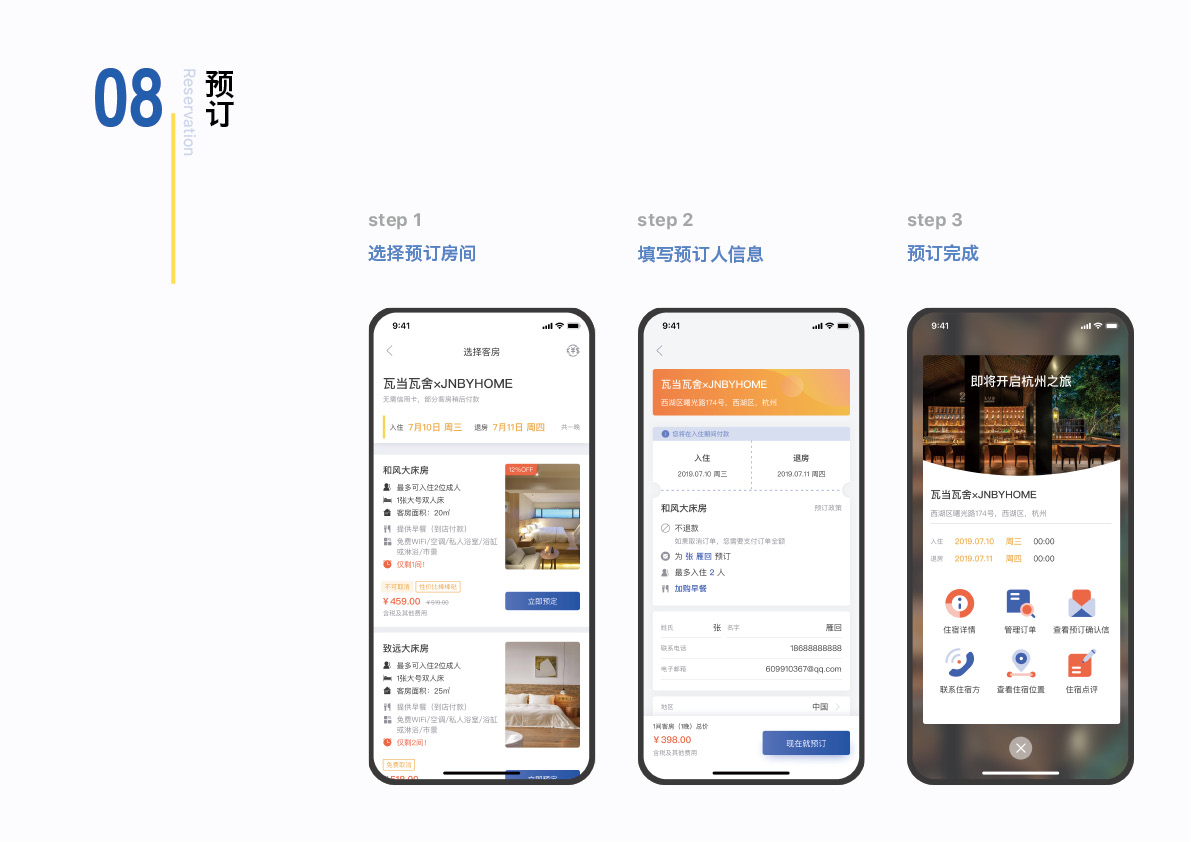 08
Reservation
预订
step 1
选择预订房间
step 2
填写预订人信息
step 3
预订完成
9:41
选择客房
瓦当瓦舍×JNBYHOME
无需信用卡，部分客房稍后付款
入住 7月10日 周三 退房 7月11日 周四 共一晚
和风大床房
12%OFF
最多可入住2位成人
1张大号双人床
客房面积：20㎡
提供早餐（到店付款）
免费WiFi/空调/私人浴室/浴缸
或淋浴/市景
仅剩1间!
不可取消 性价比棒棒哒
¥459.00 ¥510.00
含税及其他费用
立即预定
致远大床房
最多可入住2位成人
1张大号双人床
客房面积：25㎡
提供早餐（到店付款）
免费WiFi/空调/私人浴室/浴缸
或淋浴/市景
仅剩2间!
免费取消
¥518.00
立即预定
9:41
瓦当瓦舍×JNBYHOME
西湖区曙光路174号，西湖区，杭州
您将在入住期间付款
入住 退房
2019.07.10 周三 2019.07.11 周四
和风大床房 预订政策
不退款
如果取消订单，您需要支付订单全额
为 张 雁回 预订
最多入住 2 人
加购早餐
姓氏 张 名字 雁回
联系电话 18688888888
电子邮箱 609910367@qq.com
地区 中国
1间客房（1晚）总价
¥398.00
含税及其他费用
现在就预订
9:41
即将开启杭州之旅
瓦当瓦舍×JNBYHOME
西湖区曙光路174号，西湖区，杭州
入住 2019.07.10 周三 00:00
退房 2019.07.11 周四 00:00
住宿详情 管理订单 查看预订确认信
联系住宿方 查看住宿位置 住宿点评